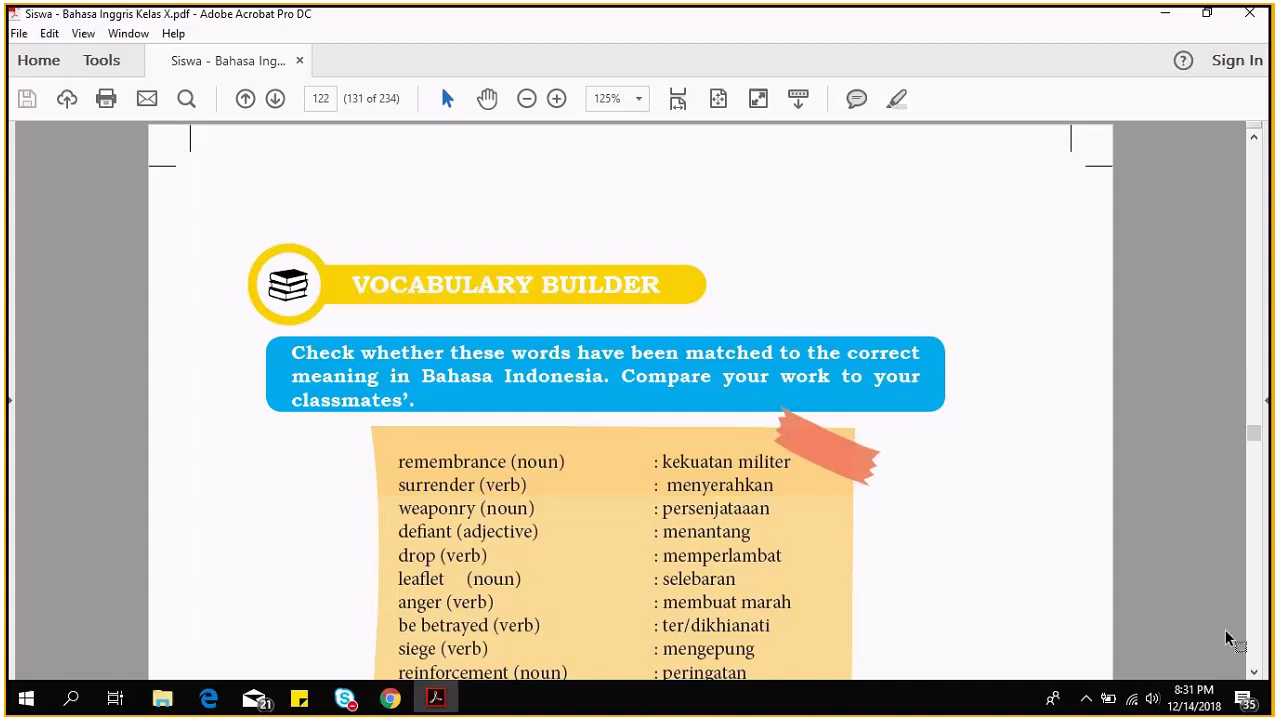 Siswa - Bahasa Inggris Kelas X.pdf - Adobe Acrobat Pro DC
File Edit View Window Help
Home Tools Siswa - Bahasa Ing... × Sign In
122 (131 of 234) 125%
VOCABULARY BUILDER
Check whether these words have been matched to the correct
meaning in Bahasa Indonesia. Compare your work to your
classmates'.
remembrance (noun) : kekuatan militer
surrender (verb) : menyerahkan
weaponry (noun) : persenjataaan
defiant (adjective) : menantang
drop (verb) : memperlambat
leaflet (noun) : selebaran
anger (verb) : membuat marah
be betrayed (verb) : ter/dikhianati
siege (verb) : mengepung
reinforcement (noun) : peringatan
8:31 PM
21 12/14/2018 35